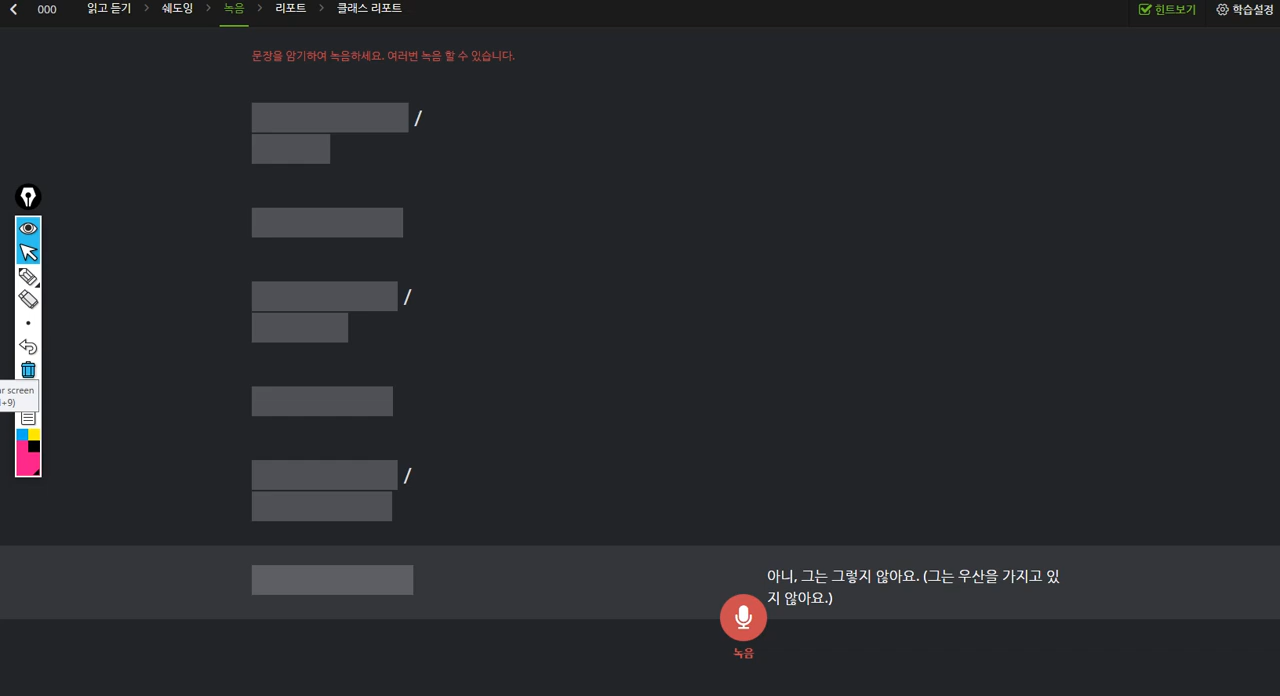 000 읽고 듣기 쉐도잉 녹음 리포트 클래스 리포트 힌트보기 학습설정
문장을 암기하여 녹음하세요. 여러번 녹음 할 수 있습니다.
/
/
ar screen
+9)
/
아니, 그는 그렇지 않아요. (그는 우산을 가지고 있
지 않아요.)
녹음